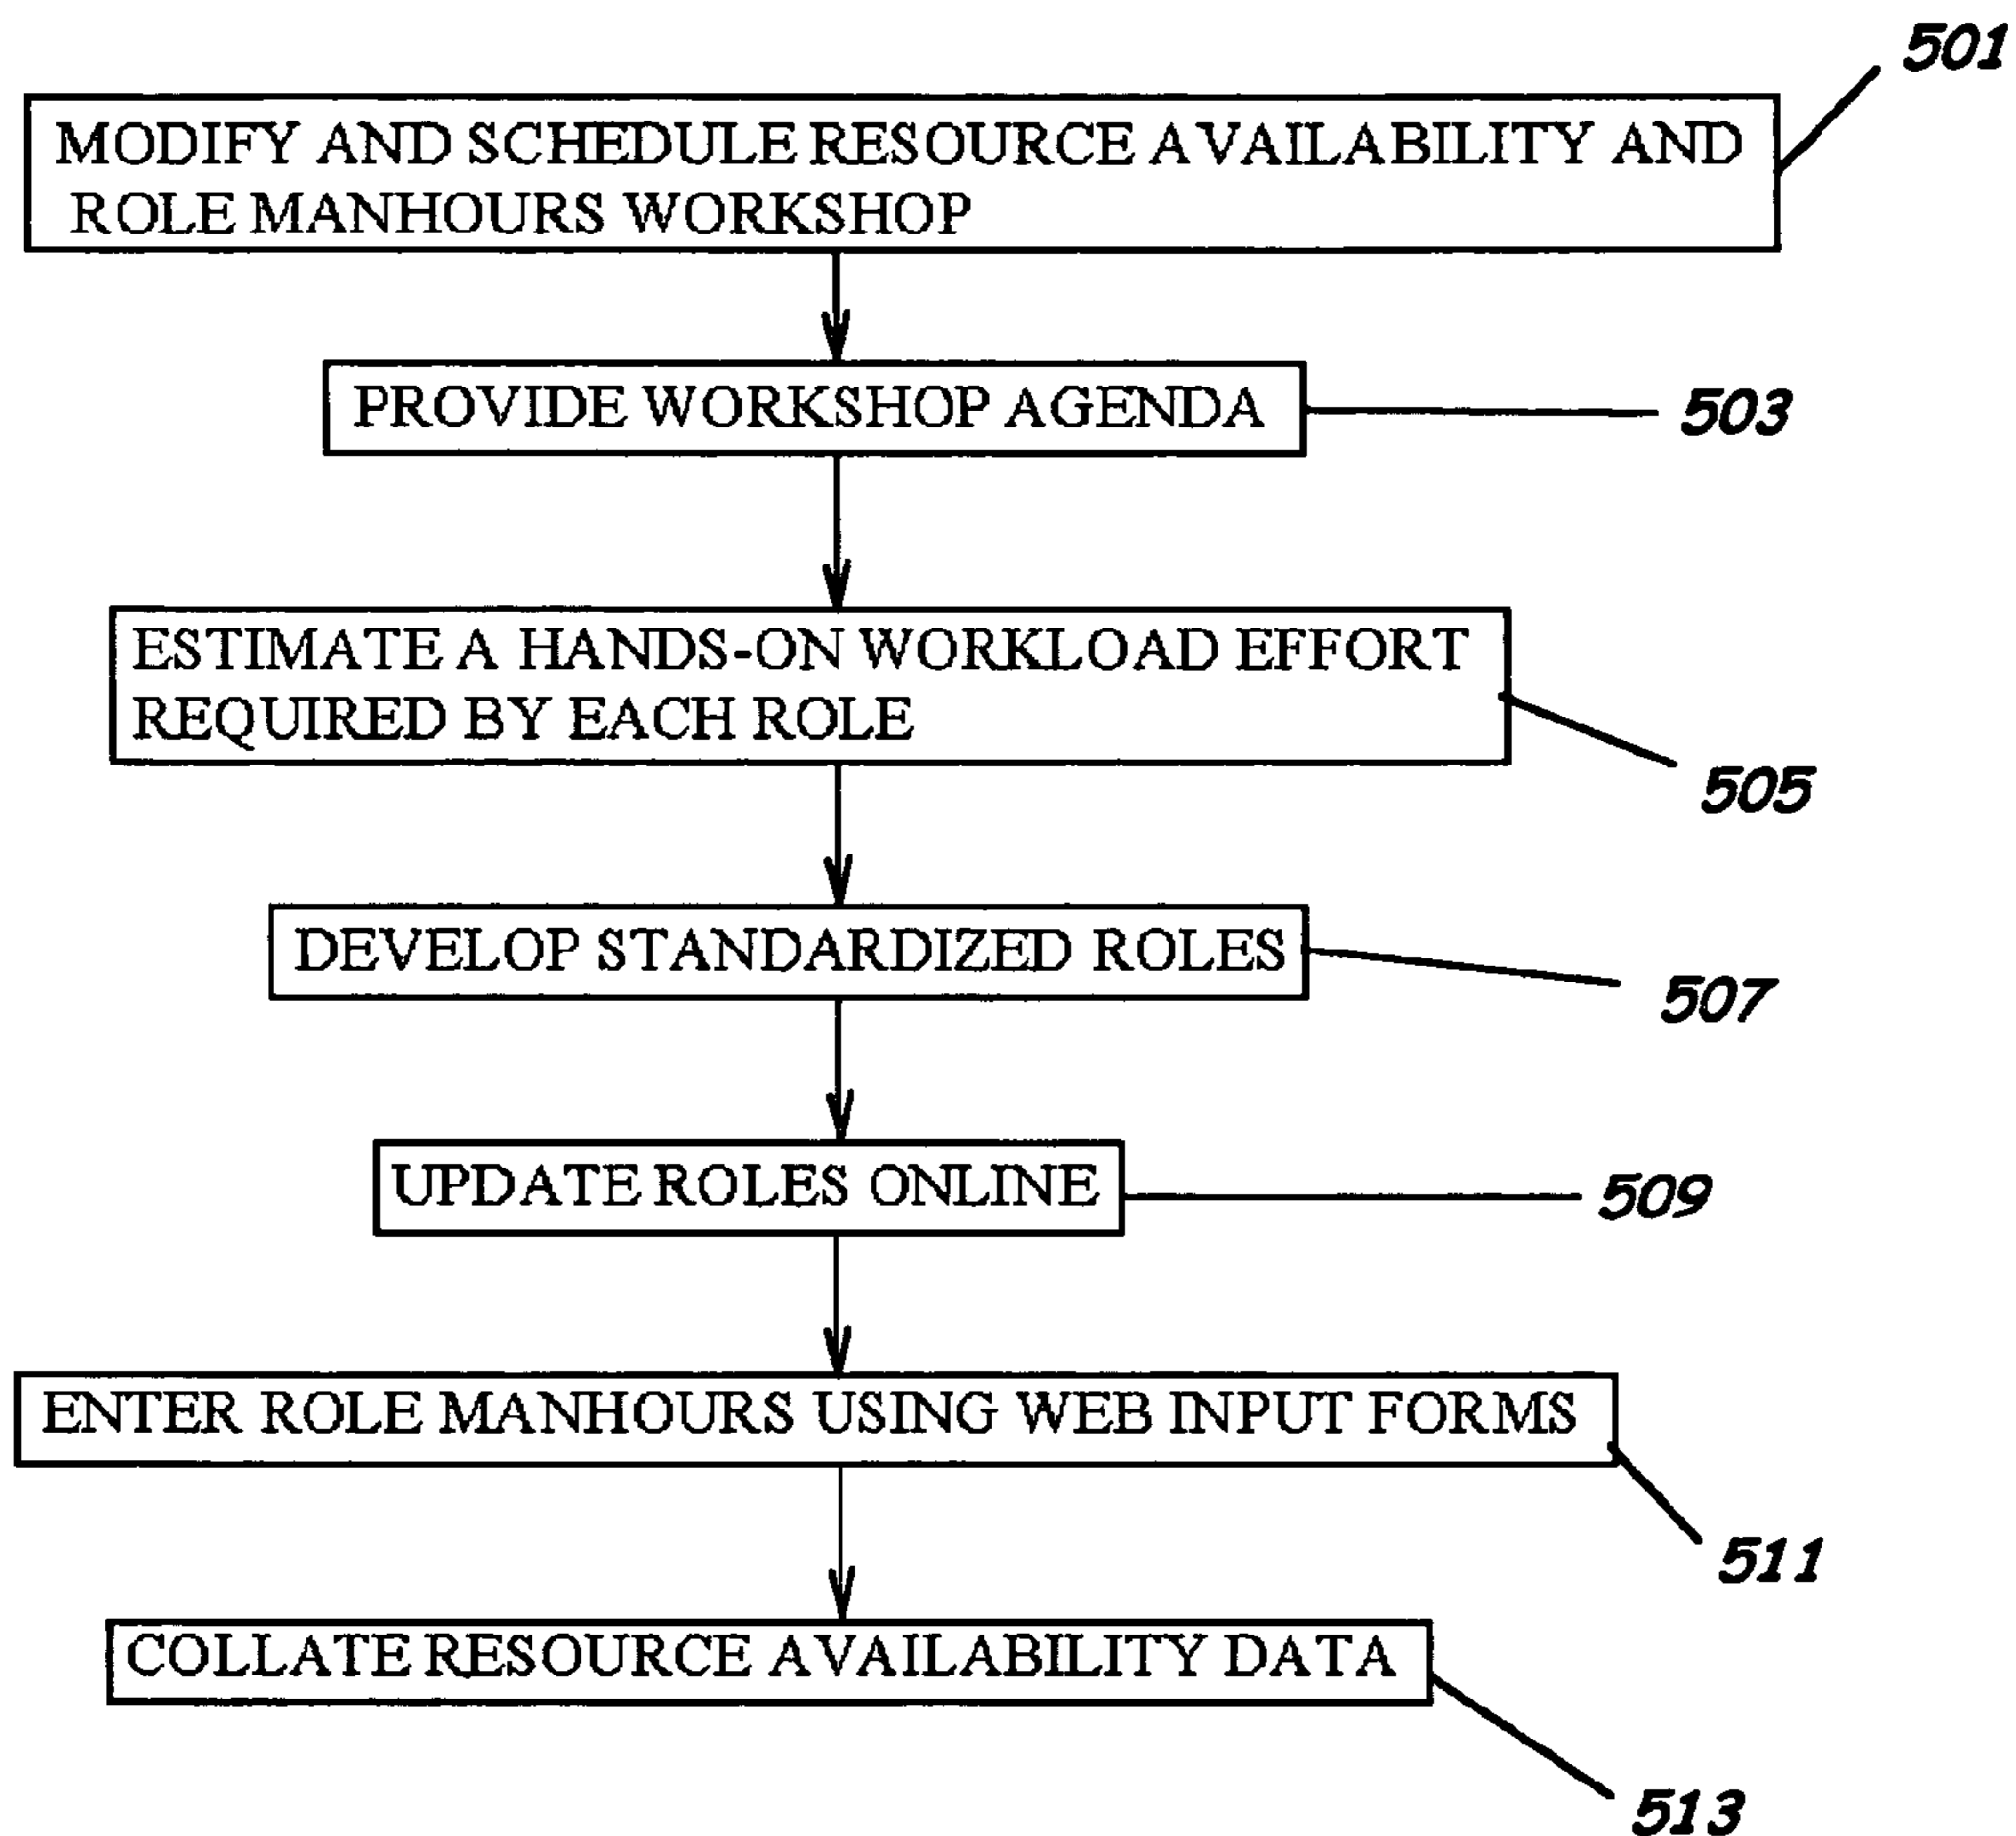 501
MODIFY AND SCHEDULE RESOURCE AVAILABILITY AND
ROLE MANHOURS WORKSHOP
PROVIDE WORKSHOP AGENDA
503
ESTIMATE A HANDS-ON WORKLOAD EFFORT
REQUIRED BY EACH ROLE
505
DEVELOP STANDARDIZED ROLES
507
UPDATE ROLES ONLINE
509
ENTER ROLE MANHOURS USING WEB INPUT FORMS
511
COLLATE RESOURCE AVAILABILITY DATA
513